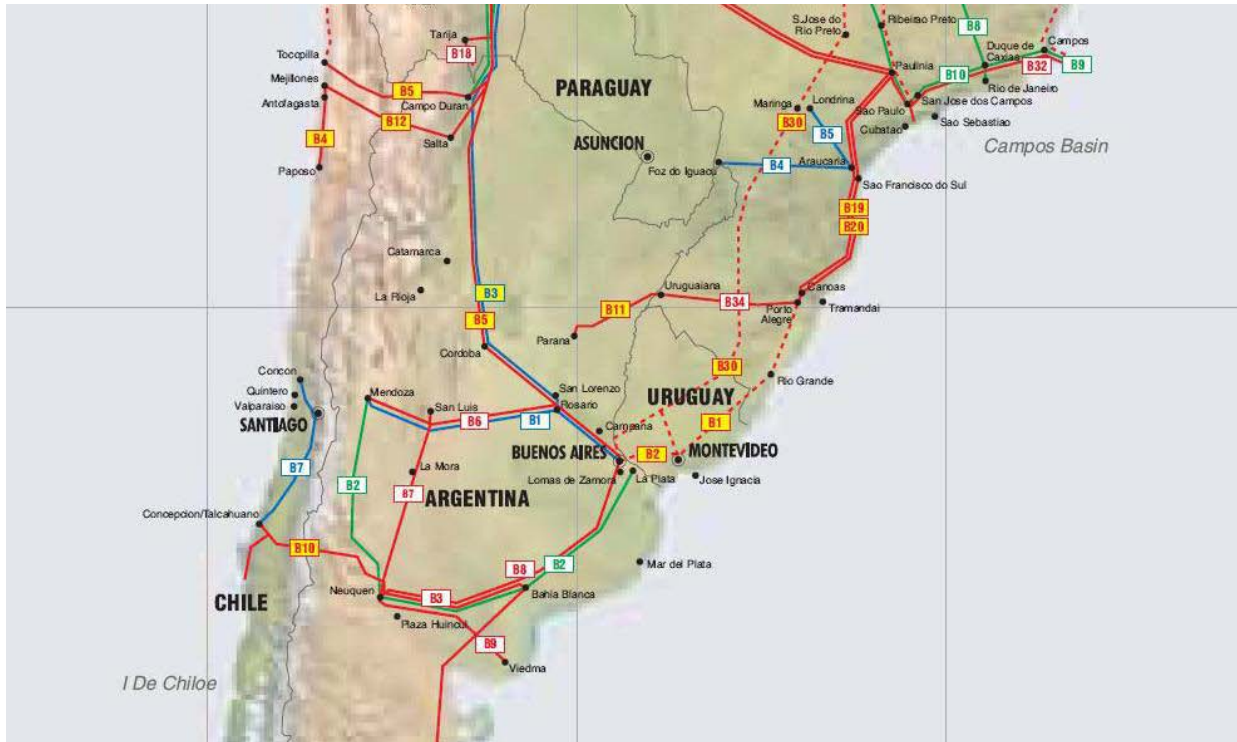 S.Jose do
Rio Preto
Ribeirao Preto
B8
Duque de
Caxias
Campos
B9
Tarija
B18
Tocopilla
Mejillones
Antofagasta
B5
Campo Duran
B12
B4
Salta
Paposo
PARAGUAY
ASUNCION
Paulinia
B10
B32
Rio de Janeiro
Maringa
Londrina
B30
B5
Sao Paulo
San Jose dos Campos
Cubatao
Sao Sebastiao
Campos Basin
Foz do Iguacu
B4
Araucaria
Sao Francisco do Sul
B19
B20
Catamarca
La Rioja
B3
B5
Uruguaiana
B34
Canoas
Porto
Alegre
Tramandai
B11
Parana
Cordoba
B30
Rio Grande
Concon
Quintero
Valparaiso
SANTIAGO
Mendoza
San Luis
B6
B1
San Lorenzo
Rosario
URUGUAY
B1
Campana
BUENOS AIRES
B2
MONTEVIDEO
Lomas de Zamora
La Plata
Jose Ignacia
B7
B2
La Mora
B7
ARGENTINA
Concepcion/Talcahuano
B10
B8
B2
Mar del Plata
Neuquen
B3
Bahia Blanca
CHILE
Plaza Huincul
B9
Viedma
I De Chiloe